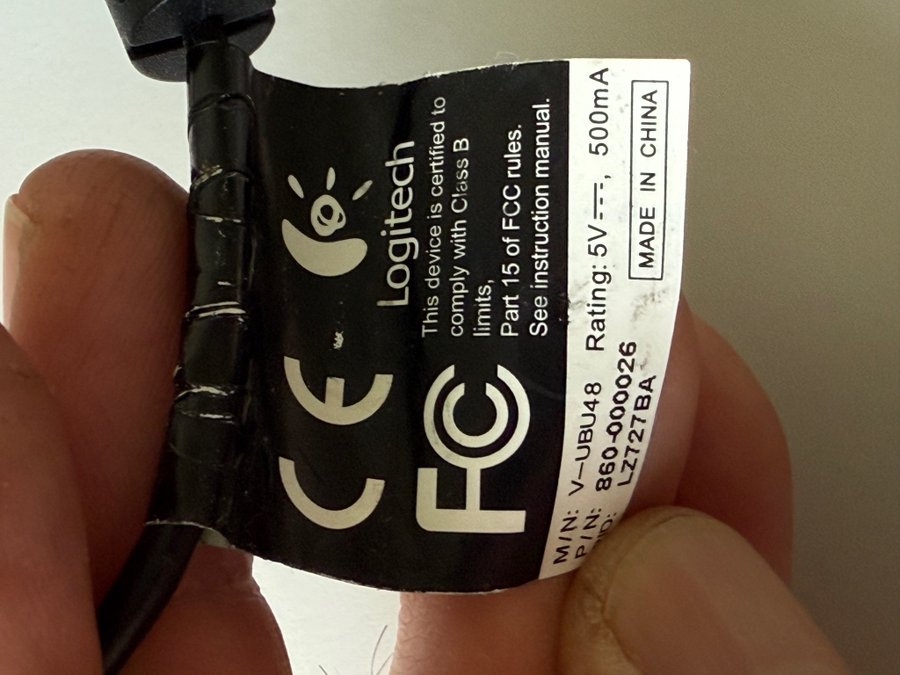 Logitech
This device is certified to
comply with Class B
limits,
Part 15 of FCC rules.
See instruction manual.
CE
FC
M/N: V-UBU48 Rating: 5V, 500mA
P/N: 860-000026
LZ727BA
MADE IN CHINA